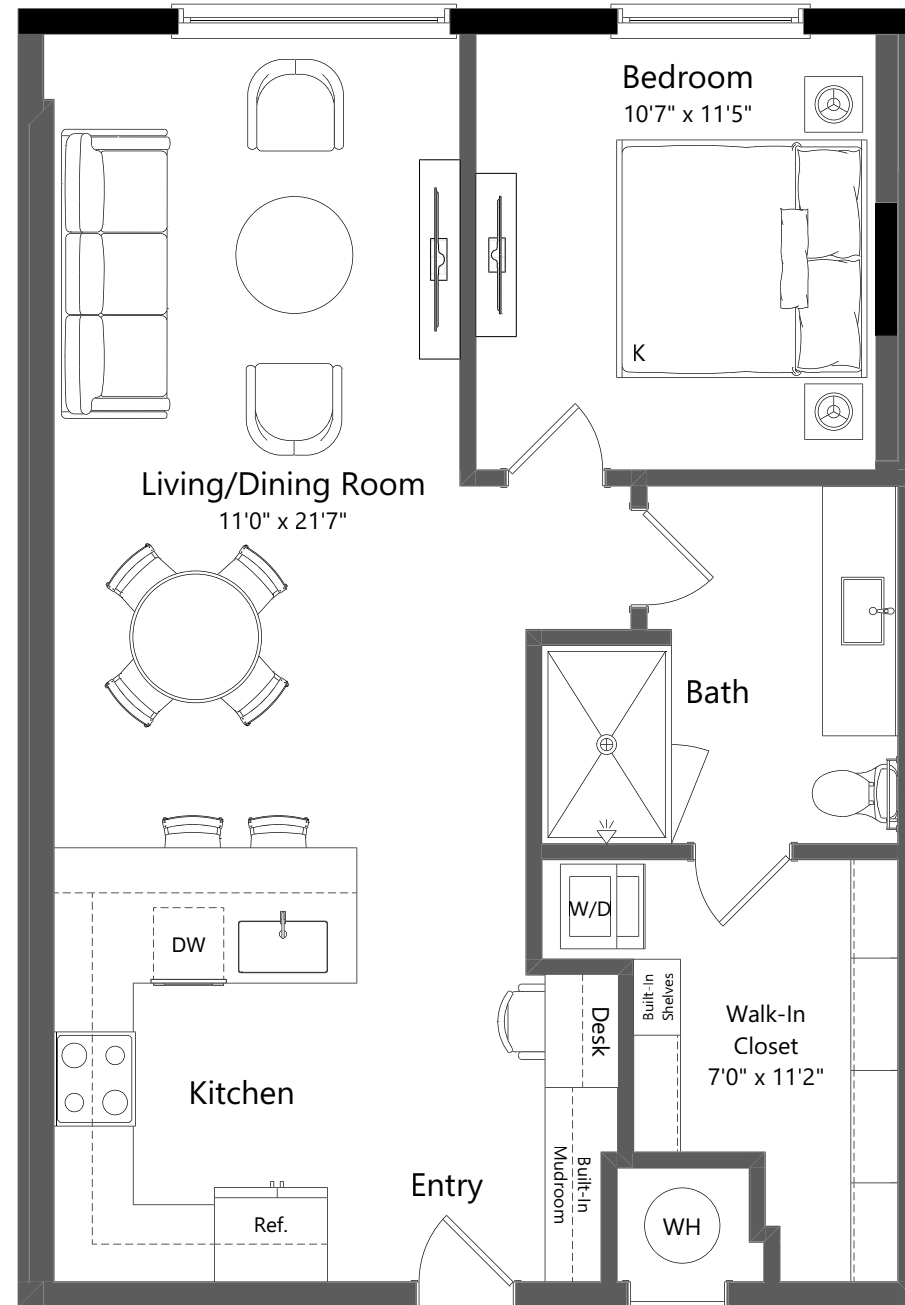 Bedroom
10'7" x 11'5"
K
Living/Dining Room
11'0" x 21'7"
Bath
W/D
DW
Built-In
Shelves
Desk
Walk-In
Closet
7'0" x 11'2"
Kitchen
Built-In
Mudroom
Entry
Ref.
WH